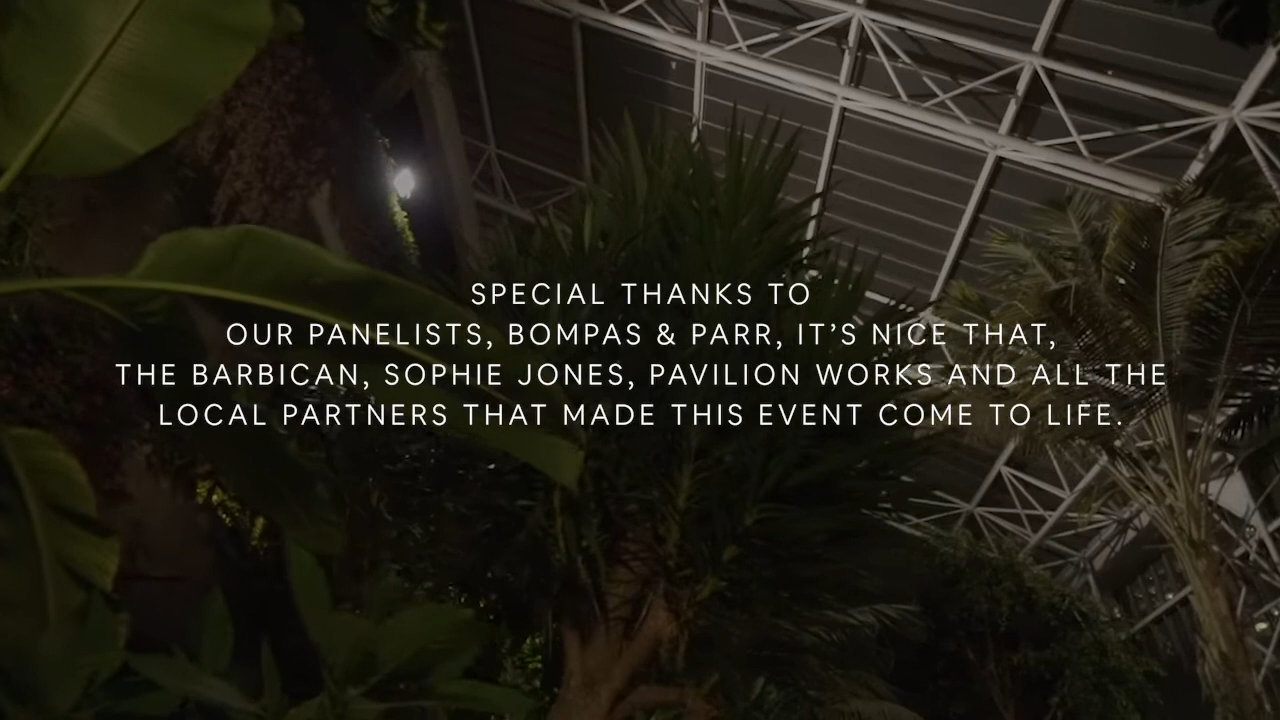 SPECIAL THANKS TO
OUR PANELISTS, BOMPAS & PARR, IT’S NICE THAT,
THE BARBICAN, SOPHIE JONES, PAVILION WORKS AND ALL THE
LOCAL PARTNERS THAT MADE THIS EVENT COME TO LIFE.